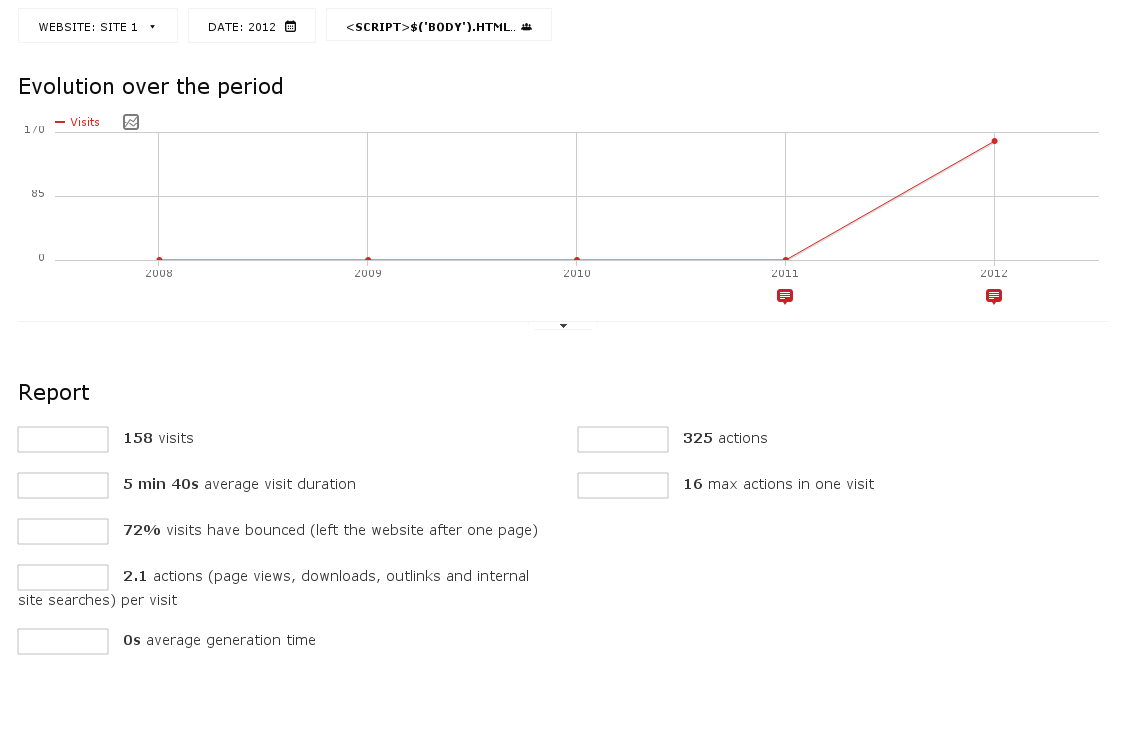 WEBSITE: SITE 1
DATE: 2012
<SCRIPT>$('BODY').HTML..
Evolution over the period
Visits
170
85
0
2008 2009 2010 2011 2012
Report
158 visits
325 actions
5 min 40s average visit duration
16 max actions in one visit
72% visits have bounced (left the website after one page)
2.1 actions (page views, downloads, outlinks and internal
site searches) per visit
0s average generation time